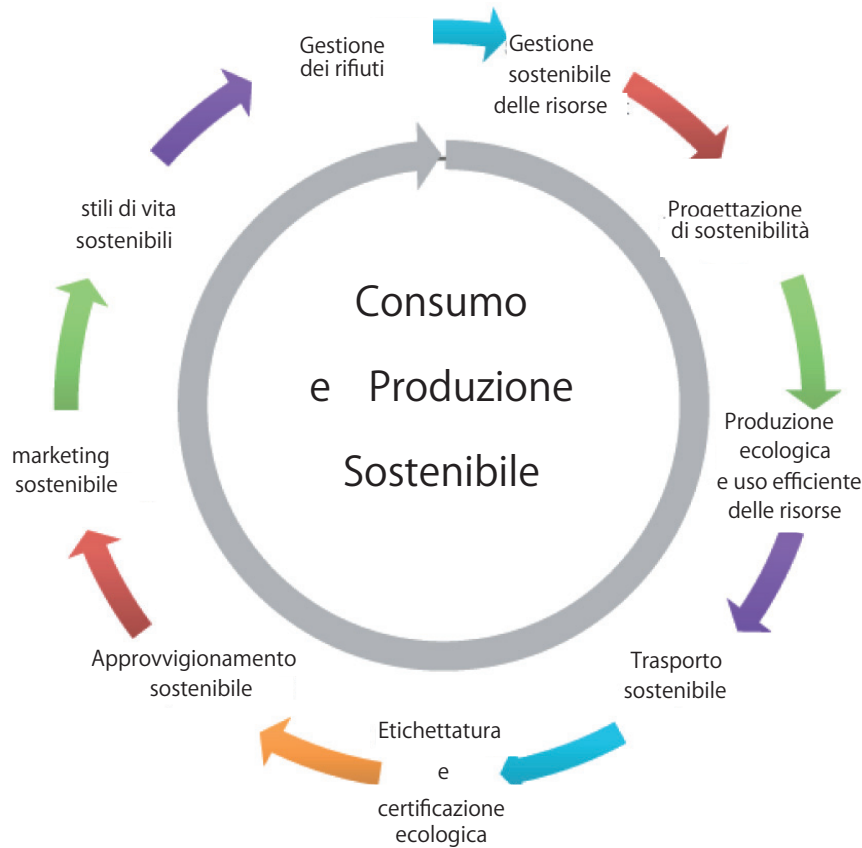 Gestione
dei rifiuti
Gestione
sostenibile
delle risorse
Progettazione
di sostenibilità
Produzione
ecologica
e uso efficiente
delle risorse
Trasporto
sostenibile
Etichettatura
e
certificazione
ecologica
Approvvigionamento
sostenibile
marketing
sostenibile
stili di vita
sostenibili
Consumo
e Produzione
Sostenibile